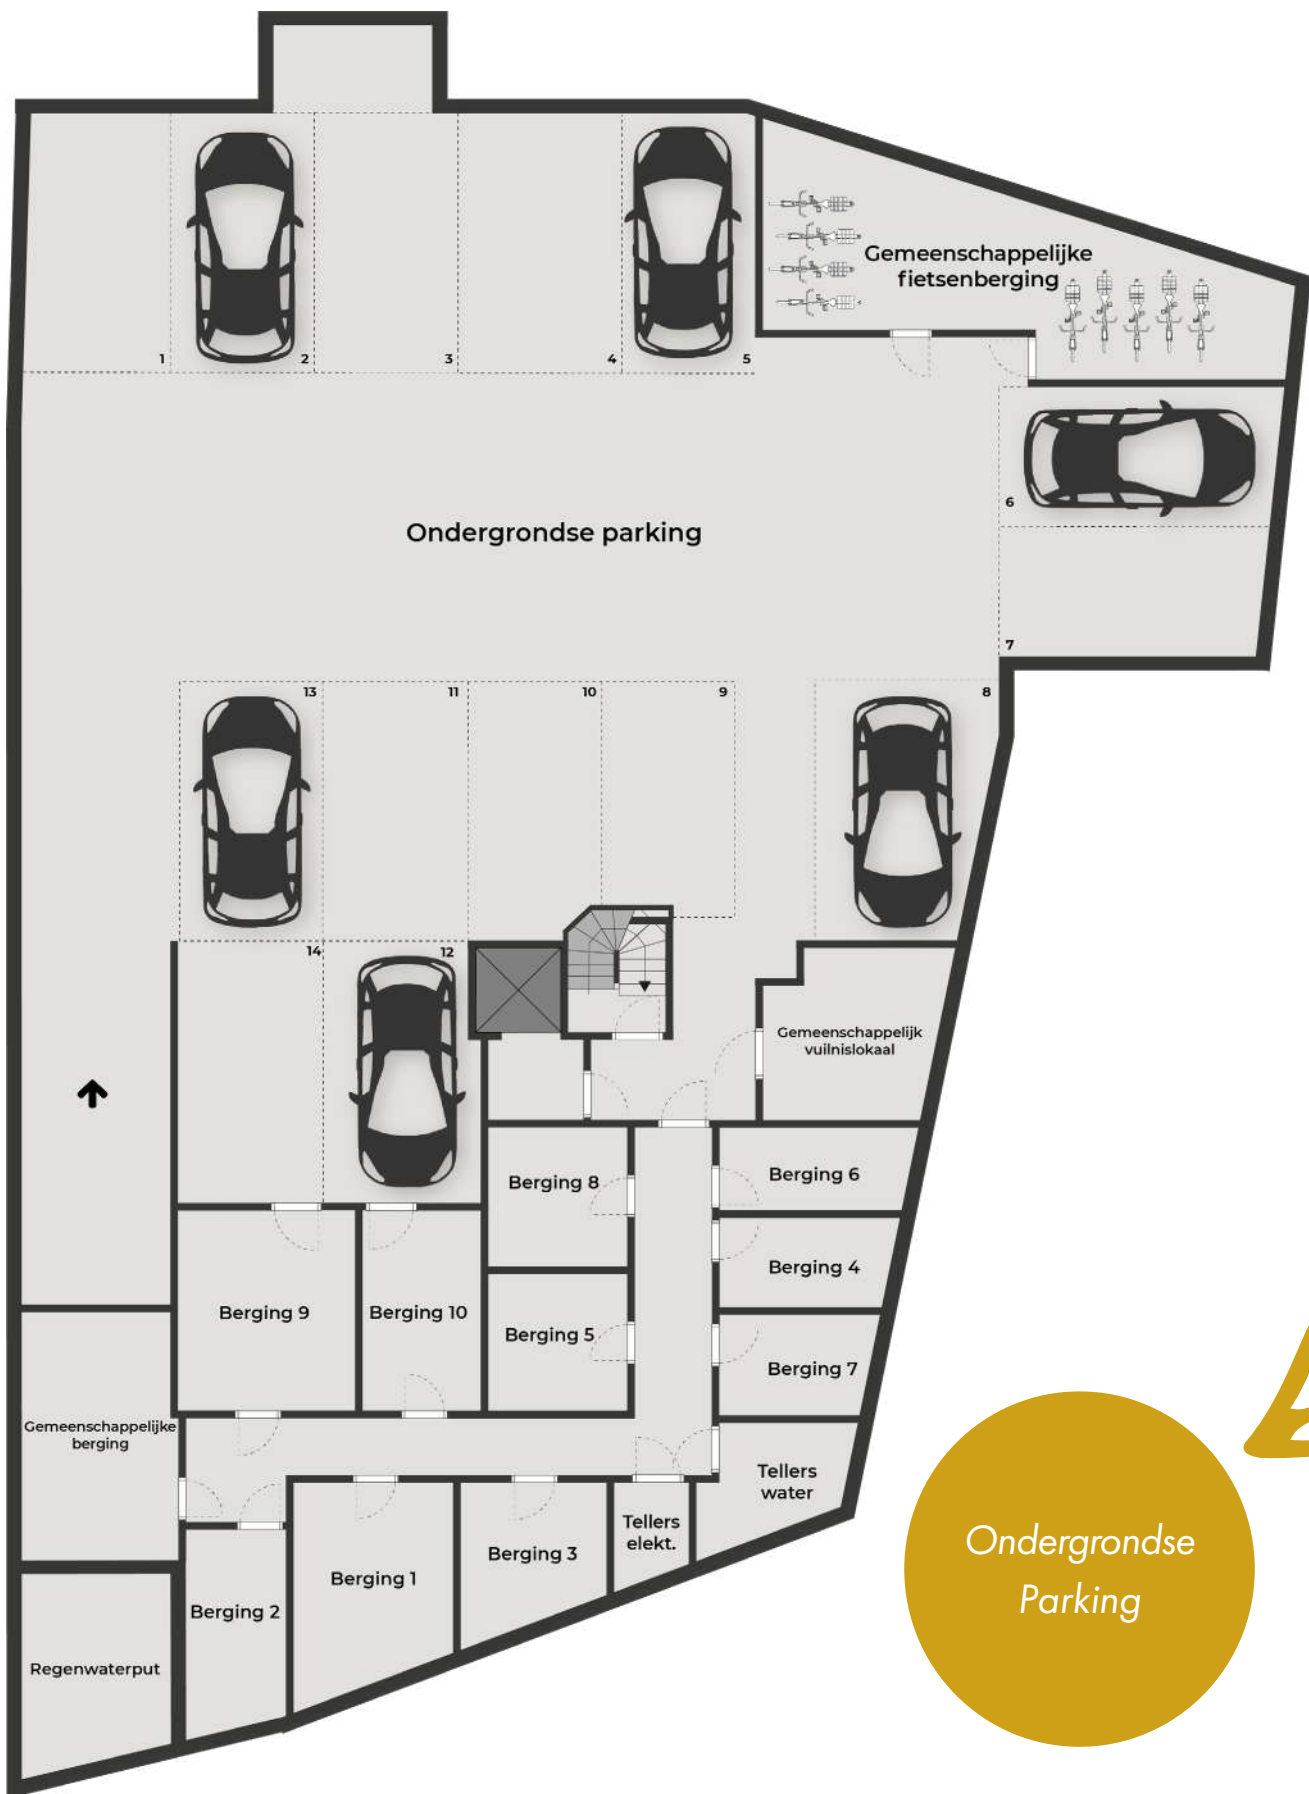 Gemeenschappelijke
fietsenberging
1
2
3
4
5
6
Ondergrondse parking
7
13
11
10
9
8
14
12
Gemeenschappelijk
vuilnislokaal
Berging 8
Berging 6
Berging 4
Berging 9
Berging 10
Berging 5
Berging 7
Gemeenschappelijke
berging
Tellers
water
Tellers
elekt.
Berging 3
Berging 1
Berging 2
Regenwaterput
Ondergrondse
Parking